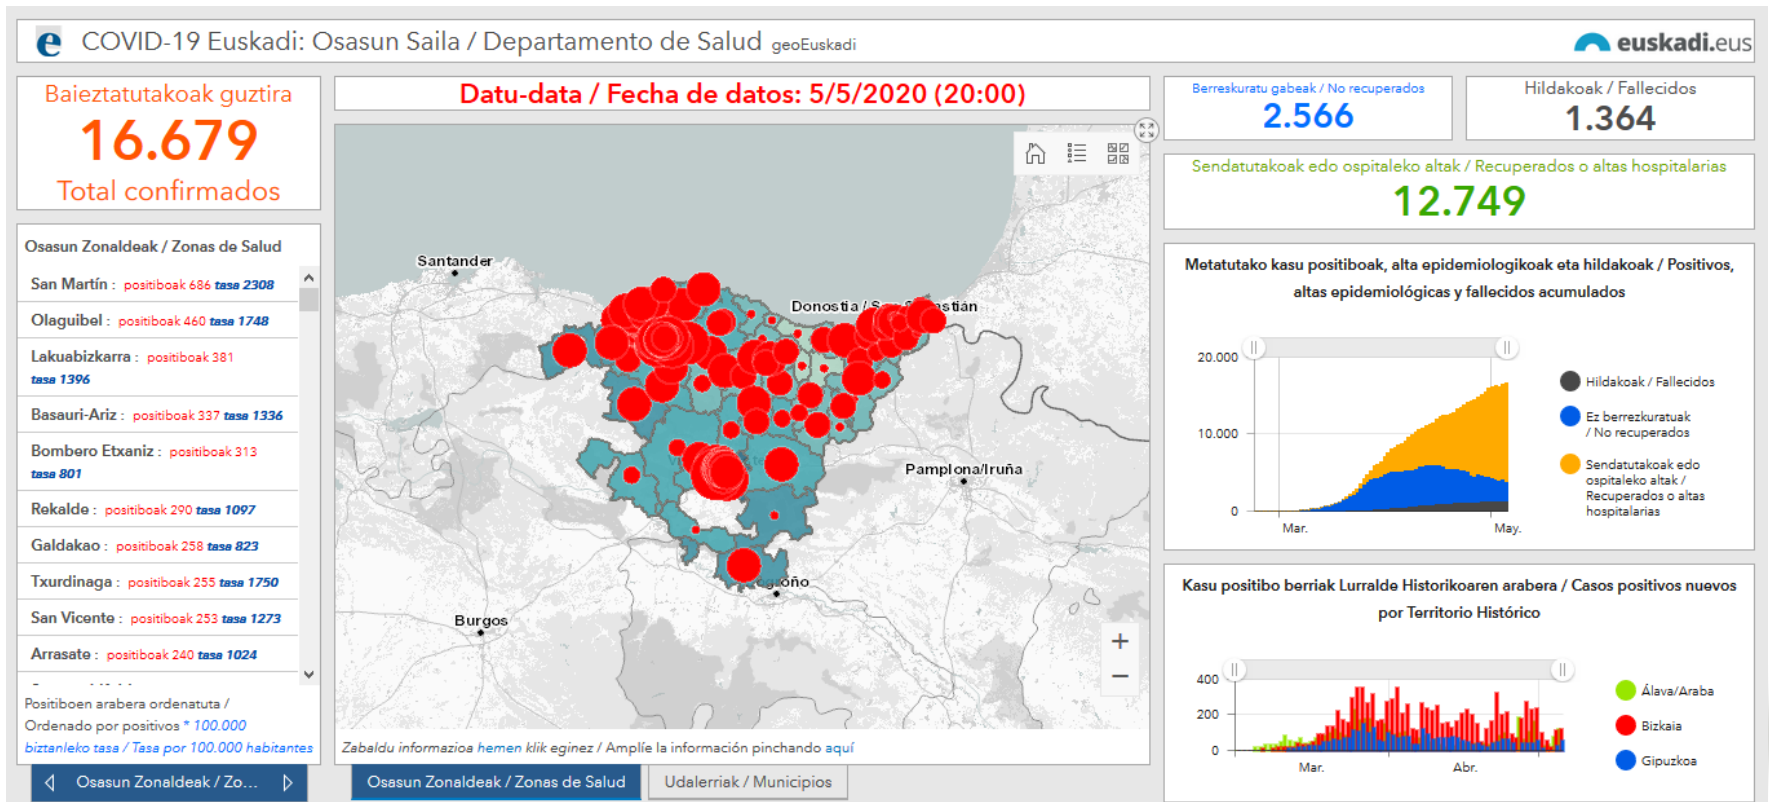 COVID-19 Euskadi: Osasun Saila / Departamento de Salud geoEuskadi
euskadi.eus
Baieztatutakoak guztira
16.679
Total confirmados
Osasun Zonaldeak / Zonas de Salud
San Martín : positiboak 686 tasa 2308
Olaguibel : positiboak 460 tasa 1748
Lakuabizkarra : positiboak 381
tasa 1396
Basauri-Ariz : positiboak 337 tasa 1336
Bombero Etxaniz : positiboak 313
tasa 801
Rekalde : positiboak 290 tasa 1097
Galdakao : positiboak 258 tasa 823
Txurdinaga : positiboak 255 tasa 1750
San Vicente : positiboak 253 tasa 1273
Arrasate : positiboak 240 tasa 1024
Positiboen arabera ordenatuta /
Ordenado por positivos * 100.000
biztanleko tasa / Tasa por 100.000 habitantes
Osasun Zonaldeak / Zo...
Datu-data / Fecha de datos: 5/5/2020 (20:00)
Santander
Donostia / S
stián
Pamplona/Iruña
Burgos
Zabaldu informazioa hemen klik eginez / Amplíe la información pinchando aquí
Osasun Zonaldeak / Zonas de Salud
Udalerriak / Municipios
Berreskuratu gabeak / No recuperados
2.566
Hildakoak / Fallecidos
1.364
Sendatutakoak edo ospitaleko altak / Recuperados o altas hospitalarias
12.749
Metatutako kasu positiboak, alta epidemiologikoak eta hildakoak / Positivos,
altas epidemiológicas y fallecidos acumulados
20.000
10.000
0
Mar.
May.
Hildakoak / Fallecidos
Ez berrezkuratuak
/ No recuperados
Sendatutakoak edo
ospitaleko altak /
Recuperados o altas
hospitalarias
Kasu positibo berriak Lurralde Historikoaren arabera / Casos positivos nuevos
por Territorio Histórico
400
200
0
Mar.
Abr.
Álava/Araba
Bizkaia
Gipuzkoa